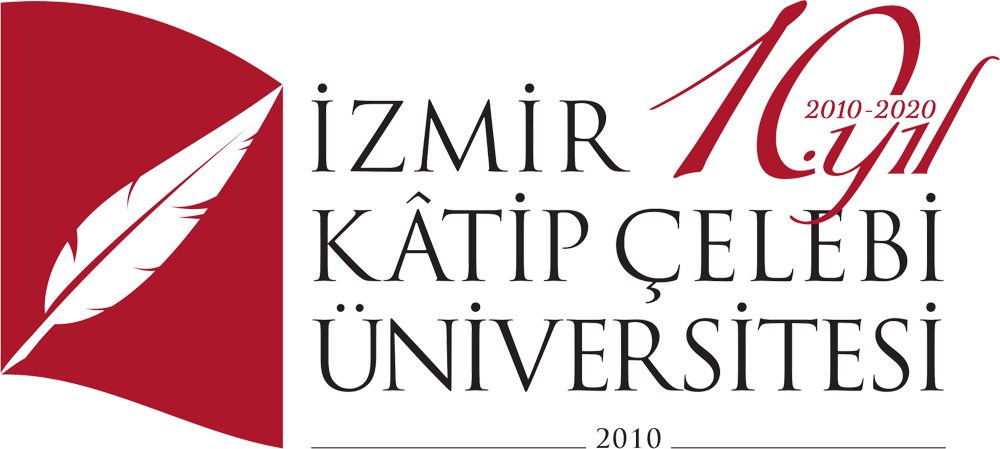 İZMİR
10.yıl
2010-2020
KÂTİP ÇELEBİ
ÜNİVERSİTESİ
2010